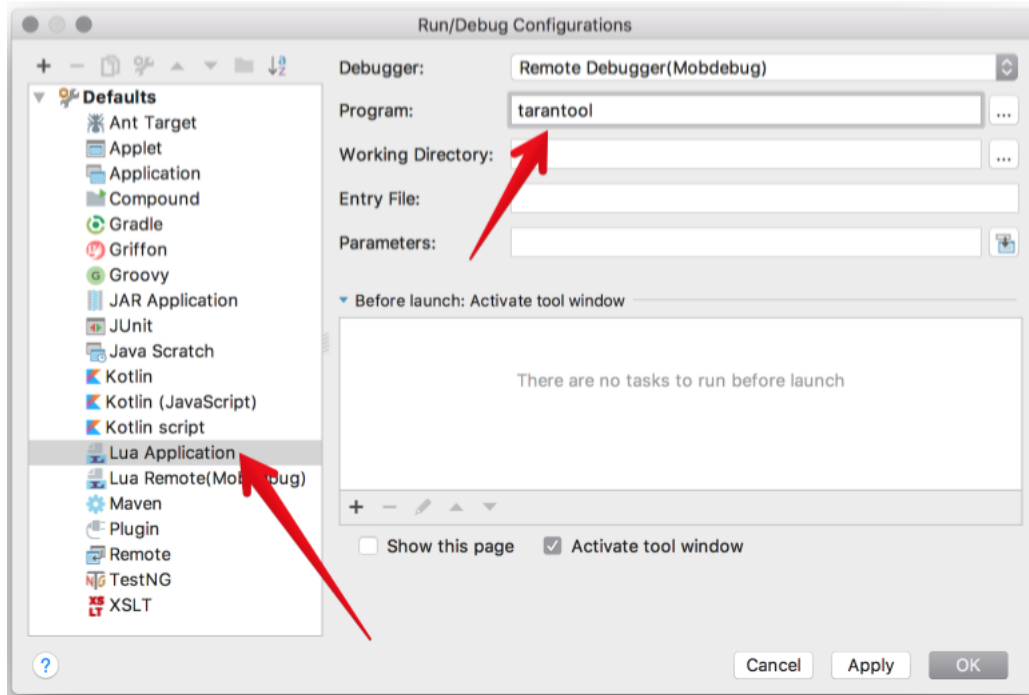 Run/Debug Configurations
Defaults
Ant Target
Applet
Application
Compound
Gradle
Griffon
Groovy
JAR Application
JUnit
Java Scratch
Kotlin
Kotlin (JavaScript)
Kotlin script
Lua Application
Lua Remote(Mobdebug)
Maven
Plugin
Remote
TestNG
XSLT
Debugger: Remote Debugger(Mobdebug)
Program: tarantool
Working Directory:
Entry File:
Parameters:
Before launch: Activate tool window
There are no tasks to run before launch
Show this page Activate tool window
? Cancel Apply OK